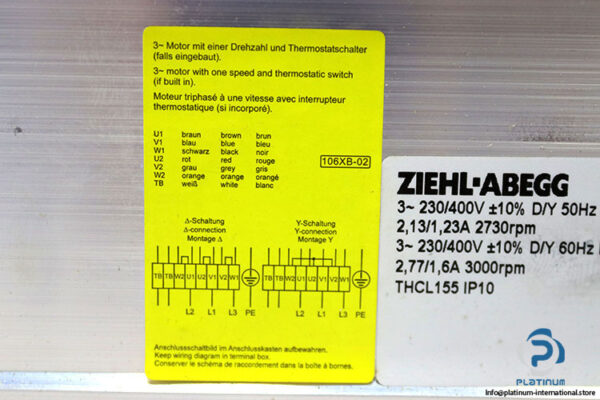 3~ Motor mit einer Drehzahl und Thermostatschalter
(falls eingebaut).
3~ motor with one speed and thermostatic switch
(if built in).
Moteur triphasé à une vitesse avec interrupteur
thermostatique (si incorporé).
U1 braun brown brun
V1 blau blue bleu
W1 schwarz black noir
U2 rot red rouge
V2 grau grey gris
W2 orange orange orangé
TB weiß white blanc
106XB-02
Δ-Schaltung
Δ-connection
Montage Δ
Y-Schaltung
Y-connection
Montage Y
TB TB W2 U1 U2 V1 V2 W1
L2 L1 L3 PE
TB TB W2 U1 U2 V1 V2 W1
L2 L1 L3 PE
Anschlussschaltbild im Anschlusskasten aufbewahren.
Keep wiring diagram in terminal box.
Conserver le schéma de raccordement dans la boîte à bornes.
ZIEHL-ABEGG
3~ 230/400V ±10% D/Y 50Hz
2,13/1,23A 2730rpm
3~ 230/400V ±10% D/Y 60Hz
2,77/1,6A 3000rpm
THCL155 IP10
PLATINUM
INTERNATIONAL
Info@platinum-international.store